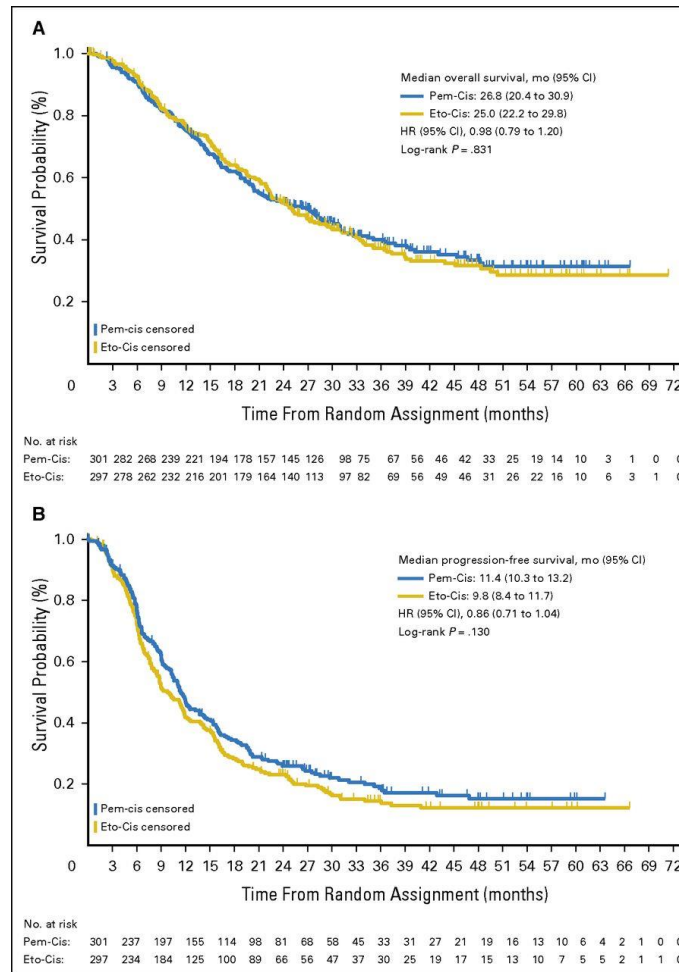 A
1.0
0.8
0.6
0.4
0.2
Survival Probability (%)
Median overall survival, mo (95% CI)
Pem-Cis: 26.8 (20.4 to 30.9)
Eto-Cis: 25.0 (22.2 to 29.8)
HR (95% CI), 0.98 (0.79 to 1.20)
Log-rank P = .831
Pem-cis censored
Eto-Cis censored
0 3 6 9 12 15 18 21 24 27 30 33 36 39 42 45 48 51 54 57 60 63 66 69 72
Time From Random Assignment (months)
No. at risk
Pem-Cis: 301 282 268 239 221 194 178 157 145 126 98 75 67 56 46 42 33 25 19 14 10 3 1 0 0
Eto-Cis: 297 278 262 232 216 201 179 164 140 113 97 82 69 56 49 46 31 26 22 16 10 6 3 1 0
B
1.0
0.8
0.6
0.4
0.2
Survival Probability (%)
Median progression-free survival, mo (95% CI)
Pem-Cis: 11.4 (10.3 to 13.2)
Eto-Cis: 9.8 (8.4 to 11.7)
HR (95% CI), 0.86 (0.71 to 1.04)
Log-rank P = .130
Pem-cis censored
Eto-Cis censored
0 3 6 9 12 15 18 21 24 27 30 33 36 39 42 45 48 51 54 57 60 63 66 69 72
Time From Random Assignment (months)
No. at risk
Pem-Cis: 301 237 197 155 114 98 81 68 58 45 33 31 27 21 19 16 13 10 6 4 2 1 0 0
Eto-Cis: 297 234 184 125 100 89 66 56 47 37 30 25 19 17 15 13 10 7 5 5 2 1 1 0